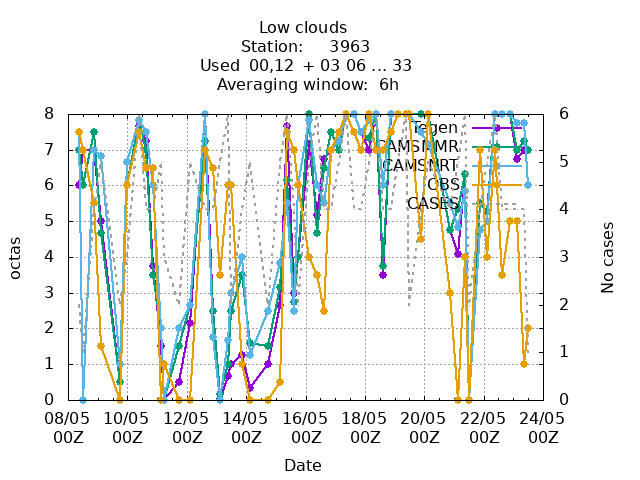 Low clouds
Station: 3963
Used 00,12 + 03 06 ... 33
Averaging window: 6h
8 6
7 5
6
5 4
4 3
3 2
2
1 1
0 0
Tegen
CAMSNMR
CAMSNRT
OBS
CASES
octas
No cases
08/05 10/05 12/05 14/05 16/05 18/05 20/05 22/05 24/05
00Z 00Z 00Z 00Z 00Z 00Z 00Z 00Z 00Z
Date